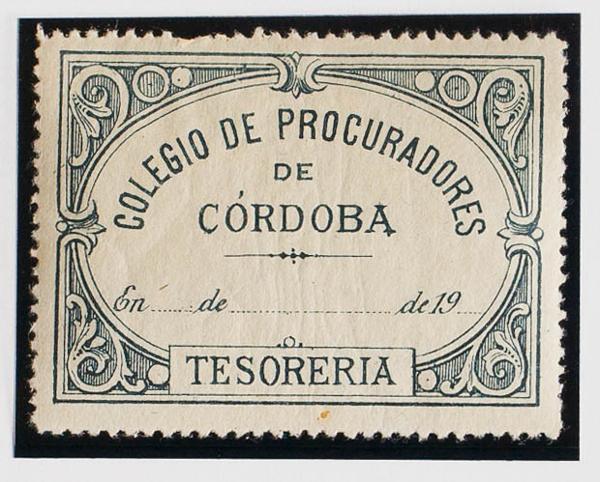 COLEGIO DE PROCURADORES
DE
CÓRDOBA
En ...... de .......................... de 19 ....
TESORERIA